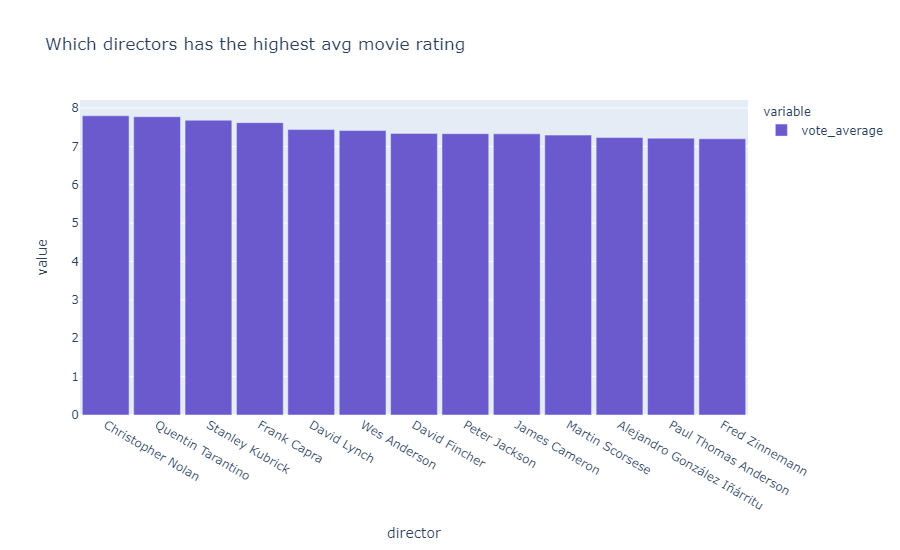 Which directors has the highest avg movie rating
variable
vote_average
value
8
7
6
5
4
3
2
1
0
Christopher Nolan
Quentin Tarantino
Stanley Kubrick
Frank Capra
David Lynch
Wes Anderson
David Fincher
Peter Jackson
James Cameron
Martin Scorsese
Alejandro González Iñárritu
Paul Thomas Anderson
Fred Zinnemann
director